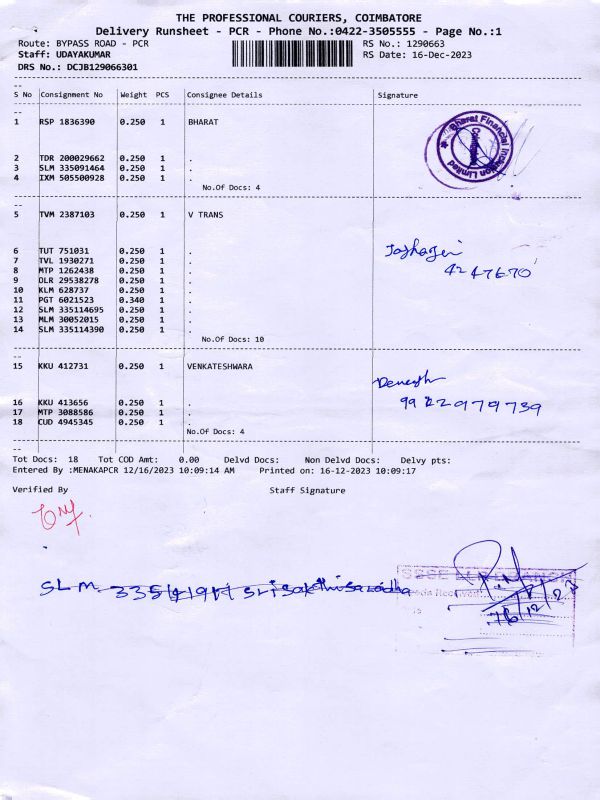 THE PROFESSIONAL COURIERS, COIMBATORE
Delivery Runsheet - PCR - Phone No.:0422-3505555 - Page No.:1
Route: BYPASS ROAD - PCR RS No.: 1290663
Staff: UDAYAKUMAR RS Date: 16-Dec-2023
DRS No.: DCJB129066301
S No Consignment No Weight PCS Consignee Details Signature
1 RSP 1836390 0.250 1 BHARAT
Bharat Financial Inclusion Limited
2 TDR 200029662 0.250 1 .
3 SLM 335091464 0.250 1 .
4 IXM 505500928 0.250 1 .
No.Of Docs: 4
5 TVM 2387103 0.250 1 V TRANS
6 TUT 751031 0.250 1 .
7 TVL 1930271 0.250 1 .
8 MTP 1262438 0.250 1 .
9 DLR 29538278 0.250 1 .
10 KLM 628737 0.250 1 .
11 PGT 6021523 0.340 1 .
12 SLM 335114695 0.250 1 .
13 MLM 30052015 0.250 1 .
14 SLM 335114390 0.250 1 .
4247670
No.Of Docs: 10
15 KKU 412731 0.250 1 VENKATESHWARA
16 KKU 413656 0.250 1 .
17 MTP 3088586 0.250 1 .
18 CUD 4945345 0.250 1 .
No.Of Docs: 4
Tot Docs: 18 Tot COD Amt: 0.00 Delvd Docs: Non Delvd Docs: Delvy pts:
Entered By :MENAKAPCR 12/16/2023 10:09:14 AM Printed on: 16-12-2023 10:09:17
Verified By Staff Signature
SLM